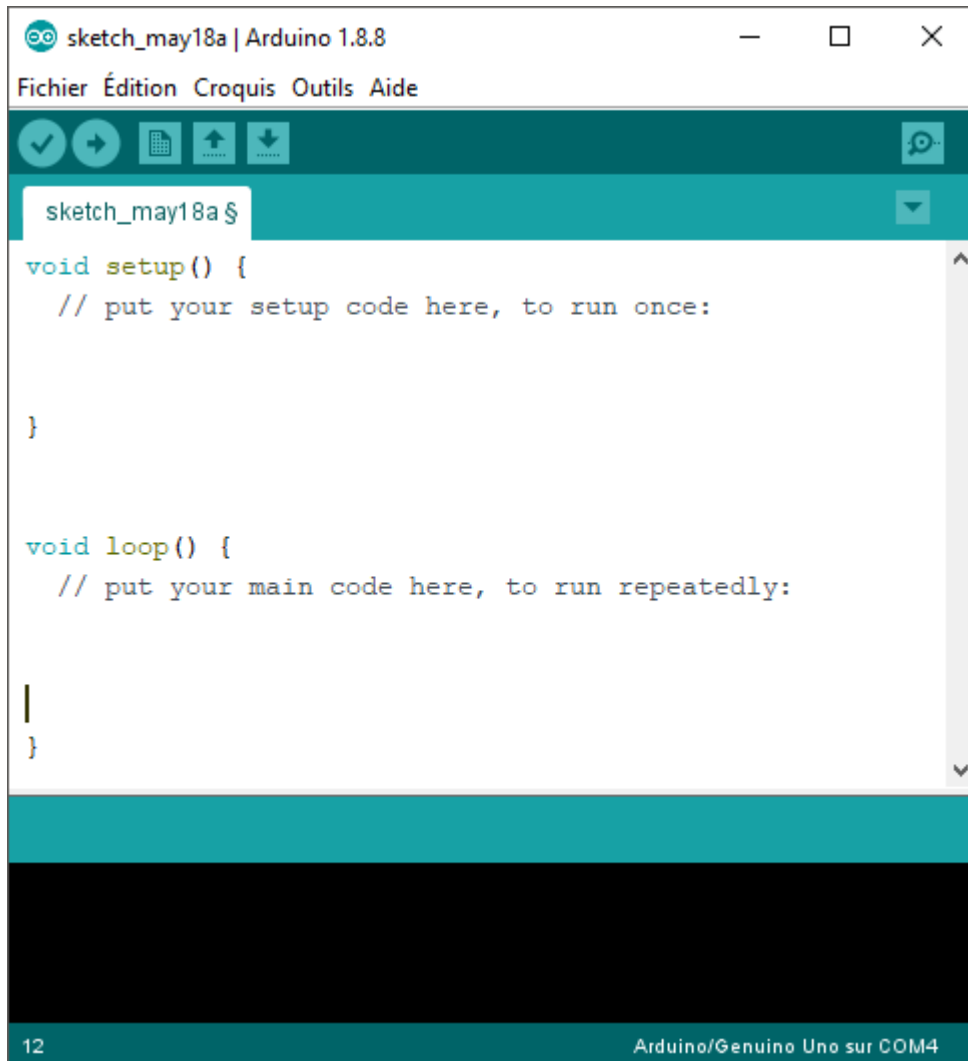 sketch_may18a | Arduino 1.8.8
Fichier Édition Croquis Outils Aide
sketch_may18a §
void setup() {
  // put your setup code here, to run once:
}
void loop() {
  // put your main code here, to run repeatedly:
}
12 Arduino/Genuino Uno sur COM4